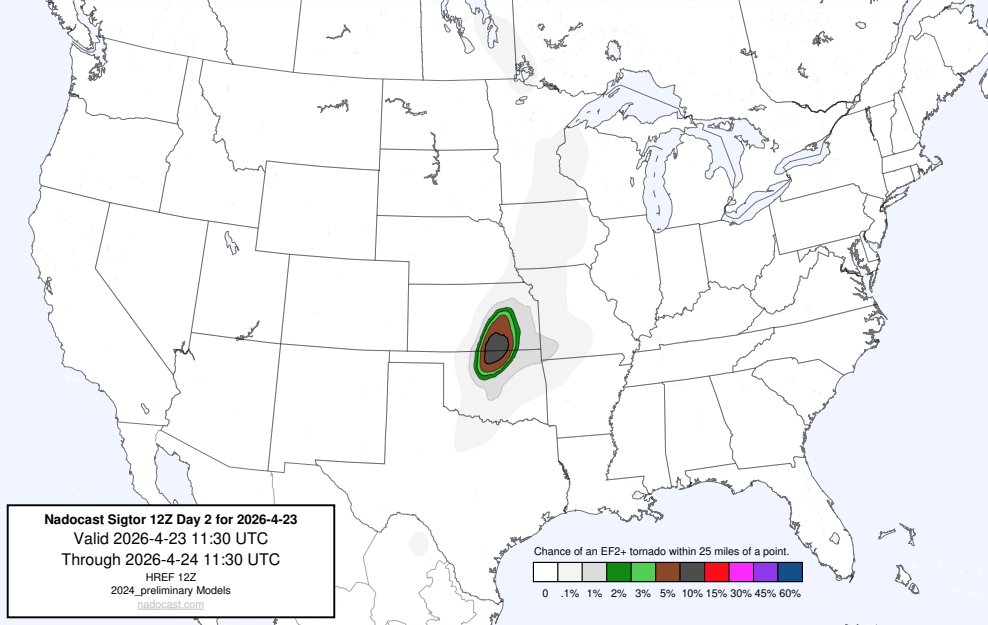 Nadocast Sigtor 12Z Day 2 for 2026-4-23
Valid 2026-4-23 11:30 UTC
Through 2026-4-24 11:30 UTC
HREF 12Z
2024_preliminary Models
nadocast.com
Chance of an EF2+ tornado within 25 miles of a point.
0 .1% 1% 2% 3% 5% 10% 15% 30% 45% 60%